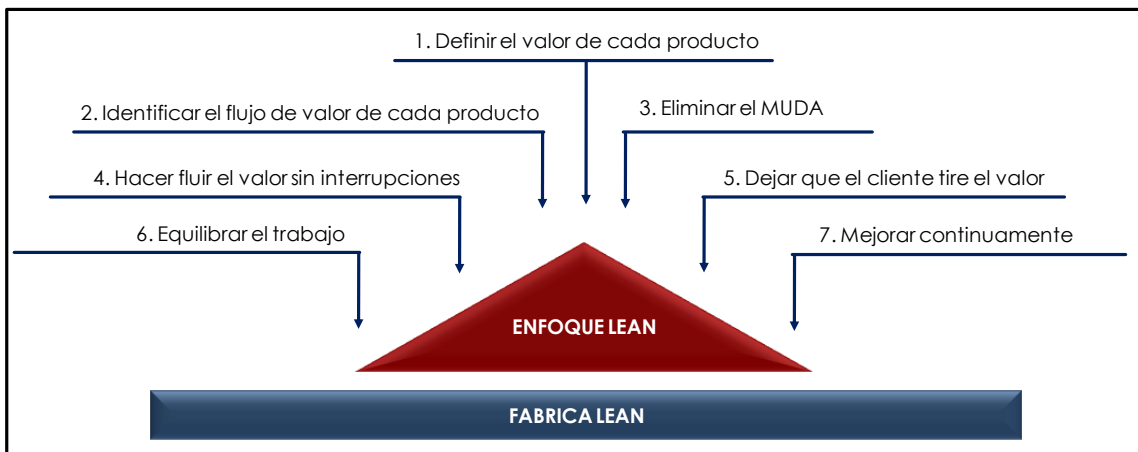 1. Definir el valor de cada producto
2. Identificar el flujo de valor de cada producto
3. Eliminar el MUDA
4. Hacer fluir el valor sin interrupciones
5. Dejar que el cliente tire el valor
6. Equilibrar el trabajo
7. Mejorar continuamente
ENFOQUE LEAN
FABRICA LEAN